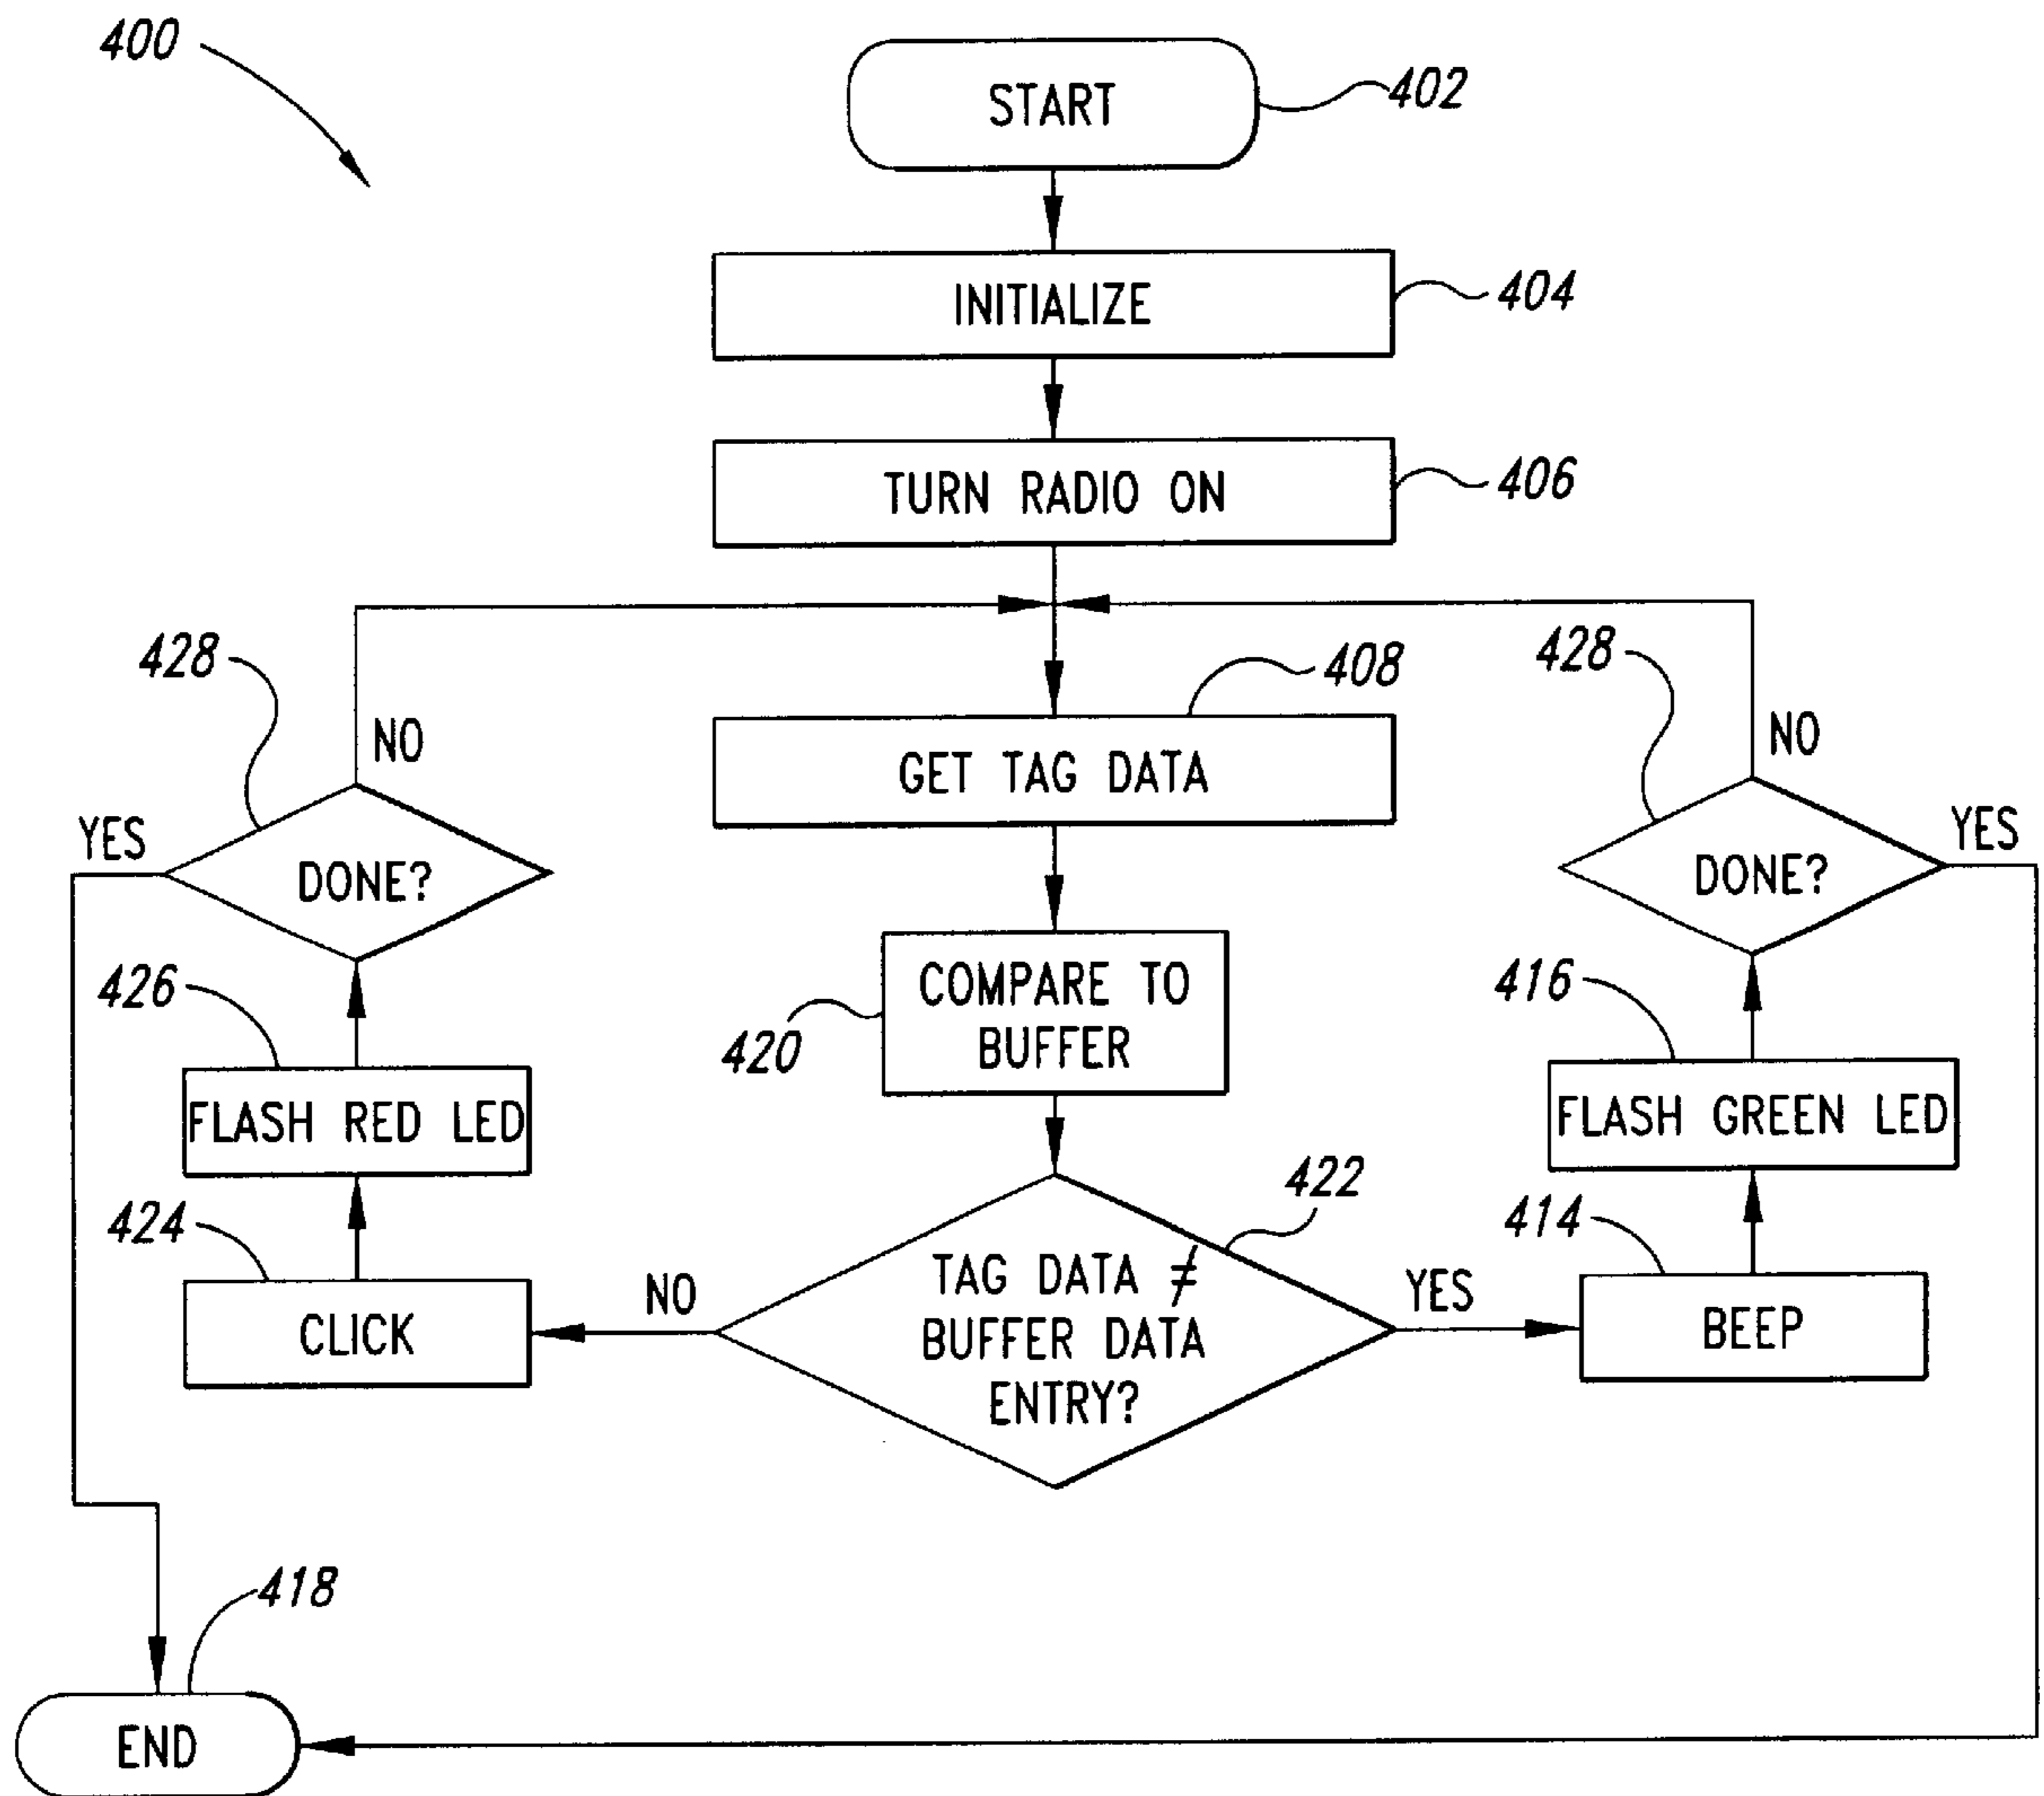 400
START
402
INITIALIZE
404
TURN RADIO ON
406
428
NO
YES
DONE?
408
GET TAG DATA
428
NO
YES
DONE?
426
FLASH RED LED
420
COMPARE TO
BUFFER
416
FLASH GREEN LED
424
CLICK
NO
422
TAG DATA ≠
BUFFER DATA
ENTRY?
YES
414
BEEP
418
END